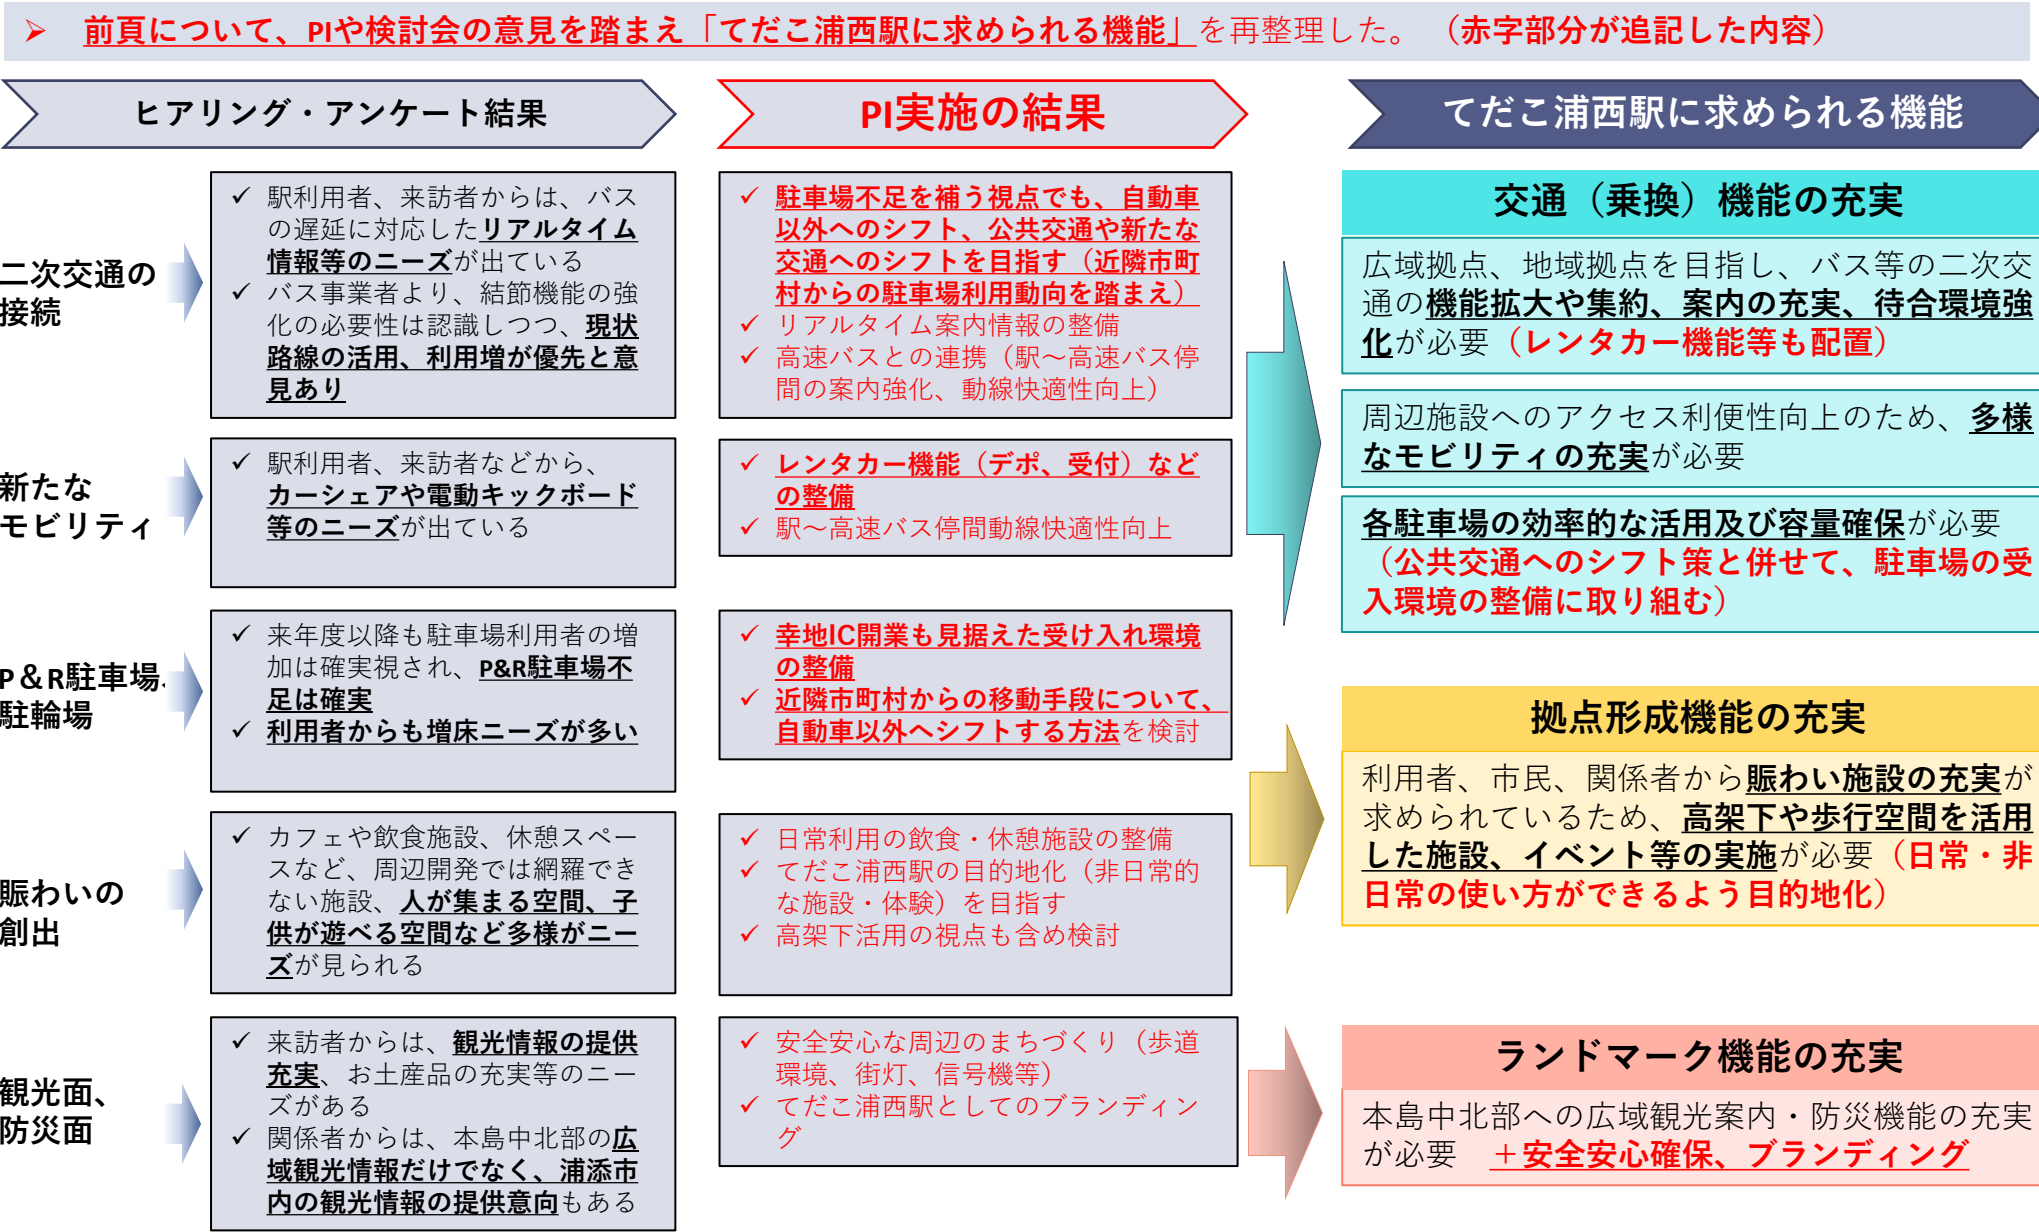 ➢ 前頁について、PIや検討会の意見を踏まえ「てだこ浦西駅に求められる機能」を再整理した。（赤字部分が追記した内容）
ヒアリング・アンケート結果
PI実施の結果
てだこ浦西駅に求められる機能
二次交通の
接続
✓ 駅利用者、来訪者からは、バス
の遅延に対応したリアルタイム
情報等のニーズが出ている
✓ バス事業者より、結節機能の強
化の必要性は認識しつつ、現状
路線の活用、利用増が優先と意
見あり
✓ 駐車場不足を補う視点でも、自動車
以外へのシフト、公共交通や新たな
交通へのシフトを目指す（近隣市町
村からの駐車場利用動向を踏まえ）
✓ リアルタイム案内情報の整備
✓ 高速バスとの連携（駅～高速バス停
間の案内強化、動線快適性向上）
新たな
モビリティ
✓ 駅利用者、来訪者などから、
カーシェアや電動キックボード
等のニーズが出ている
✓ レンタカー機能（デポ、受付）など
の整備
✓ 駅～高速バス停間動線快適性向上
P＆R駐車場、
駐輪場
✓ 来年度以降も駐車場利用者の増
加は確実視され、P&R駐車場不
足は確実
✓ 利用者からも増床ニーズが多い
✓ 幸地IC開業も見据えた受け入れ環境
の整備
✓ 近隣市町村からの移動手段について、
自動車以外へシフトする方法を検討
賑わいの
創出
✓ カフェや飲食施設、休憩スペー
スなど、周辺開発では網羅でき
ない施設、人が集まる空間、子
供が遊べる空間など多様がニー
ズが見られる
✓ 日常利用の飲食・休憩施設の整備
✓ てだこ浦西駅の目的地化（非日常的
な施設・体験）を目指す
✓ 高架下活用の視点も含め検討
観光面、
防災面
✓ 来訪者からは、観光情報の提供
充実、お土産品の充実等のニー
ズがある
✓ 関係者からは、本島中北部の広
域観光情報だけでなく、浦添市
内の観光情報の提供意向もある
✓ 安全安心な周辺のまちづくり（歩道
環境、街灯、信号機等）
✓ てだこ浦西駅としてのブランディン
グ
交通（乗換）機能の充実
広域拠点、地域拠点を目指し、バス等の二次交
通の機能拡大や集約、案内の充実、待合環境強
化が必要（レンタカー機能等も配置）
周辺施設へのアクセス利便性向上のため、多様
なモビリティの充実が必要
各駐車場の効率的な活用及び容量確保が必要
（公共交通へのシフト策と併せて、駐車場の受
入環境の整備に取り組む）
拠点形成機能の充実
利用者、市民、関係者から賑わい施設の充実が
求められているため、高架下や歩行空間を活用
した施設、イベント等の実施が必要（日常・非
日常の使い方ができるよう目的地化）
ランドマーク機能の充実
本島中北部への広域観光案内・防災機能の充実
が必要　＋安全安心確保、ブランディング